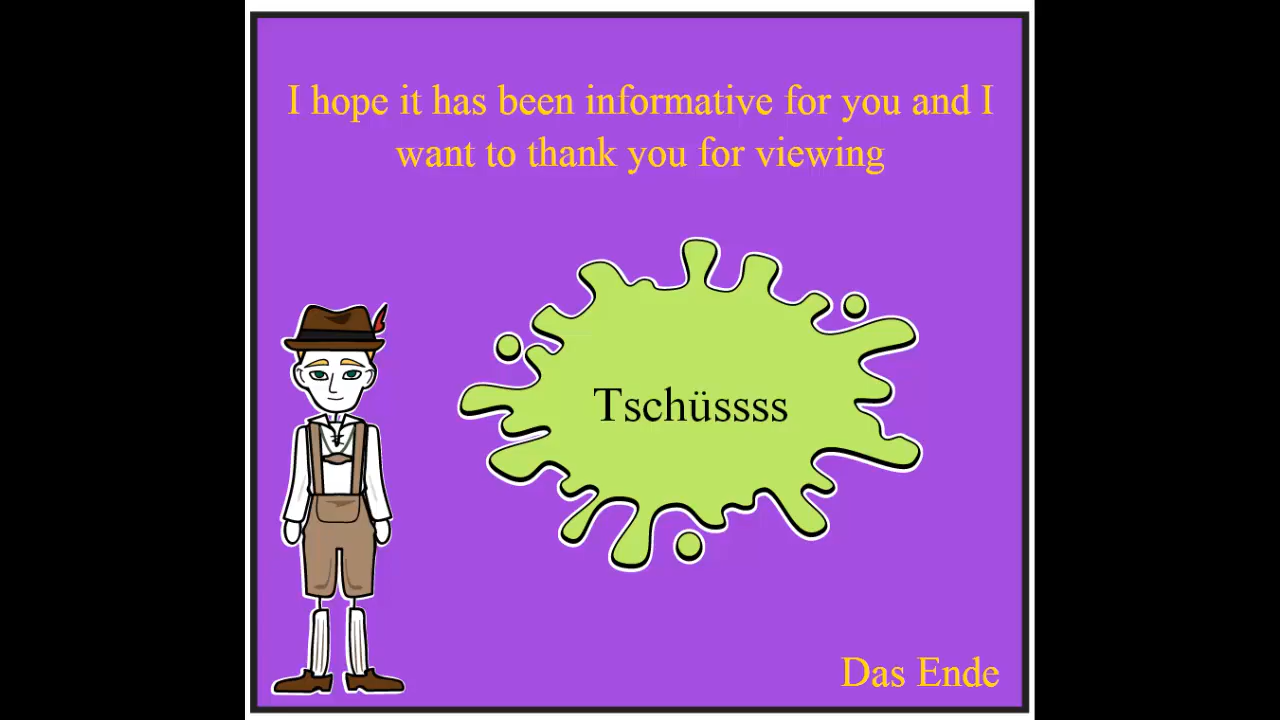 I hope it has been informative for you and I
want to thank you for viewing
Tschüssss
Das Ende